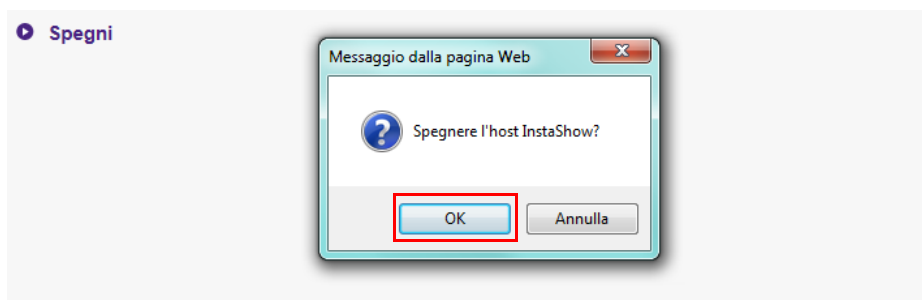 Spegni
Messaggio dalla pagina Web
Spegnere l'host InstaShow?
OK
Annulla